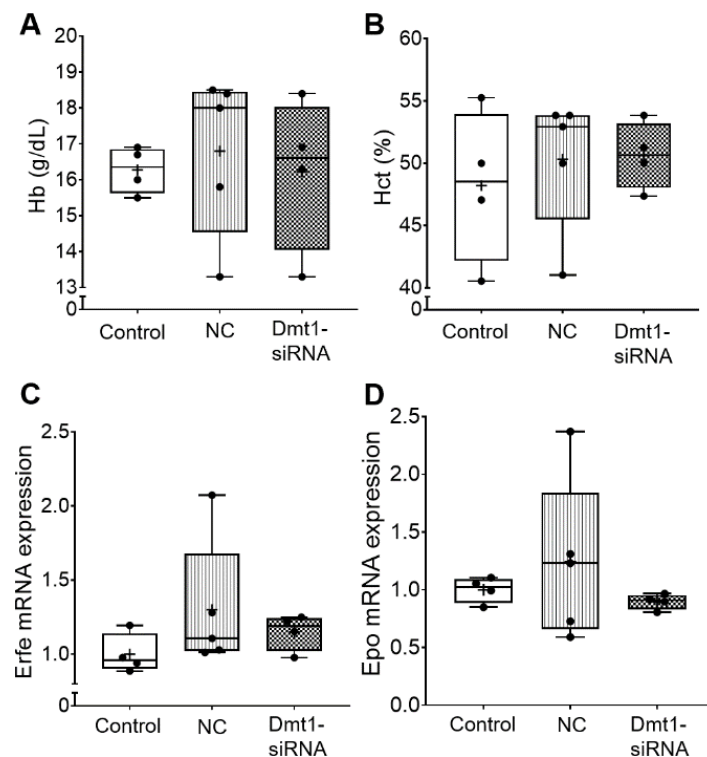 A
Hb (g/dL)
20
19
18
17
16
15
14
13
0
Control
NC
Dmt1-
siRNA
B
Hct (%)
60
55
50
45
40
0
Control
NC
Dmt1-
siRNA
C
Erfe mRNA expression
2.5
2.0
1.5
1.0
0
Control
NC
Dmt1-
siRNA
D
Epo mRNA expression
2.5
2.0
1.5
1.0
0.5
0.0
Control
NC
Dmt1-
siRNA